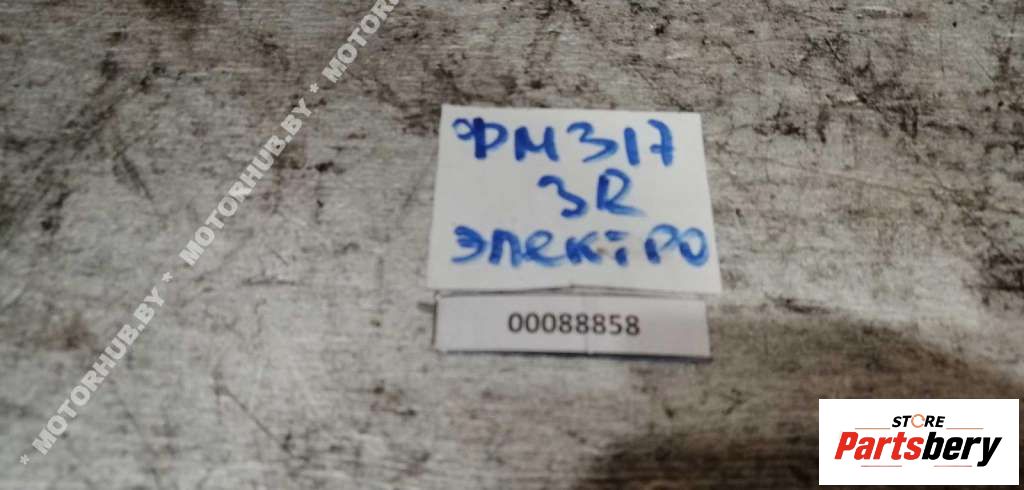 * MOTORHUB.BY * MOTORHUB.BY * MOTORHUB.BY * MOTOR
ФМ317
3R
электро
00088858
STORE
Partsbery